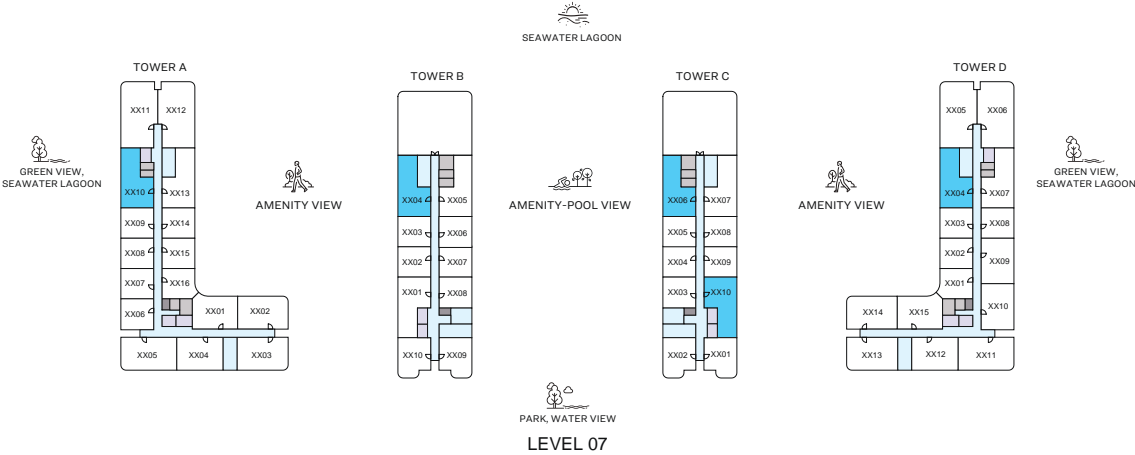 SEAWATER LAGOON
TOWER A
TOWER B
TOWER C
TOWER D
GREEN VIEW,
SEAWATER LAGOON
AMENITY VIEW
AMENITY-POOL VIEW
AMENITY VIEW
GREEN VIEW,
SEAWATER LAGOON
XX11 XX12
XX10 XX13
XX09 XX14
XX08 XX15
XX07 XX16
XX06 XX01 XX02
XX05 XX04 XX03
XX04 XX05
XX03 XX06
XX02 XX07
XX01 XX08
XX10 XX09
XX06 XX07
XX05 XX08
XX04 XX09
XX03 XX10
XX02 XX01
XX05 XX06
XX04 XX07
XX03 XX08
XX02 XX09
XX01 XX10
XX14 XX15
XX13 XX12 XX11
PARK, WATER VIEW
LEVEL 07